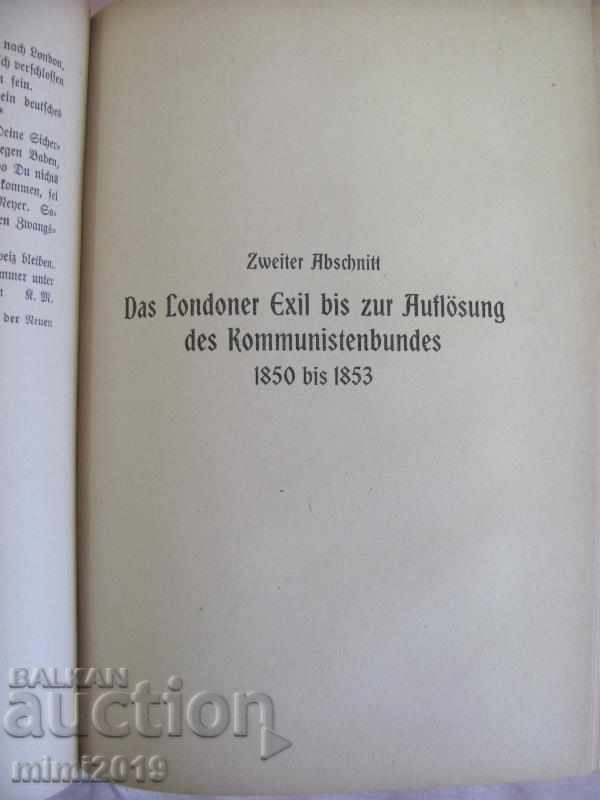 nach London,
verschlossen
sein.
ein deutsches
Deine Sicher-
gegen Baden,
wo Du nichts
kommen, sei
Meyer. So-
en Zwangs-
bleiben.
unter
K. M.
der Neuen
Zweiter Abschnitt
Das Londoner Exil bis zur Auflösung
des Kommunistenbundes
1850 bis 1853
BALKAN
auction
mimi2019